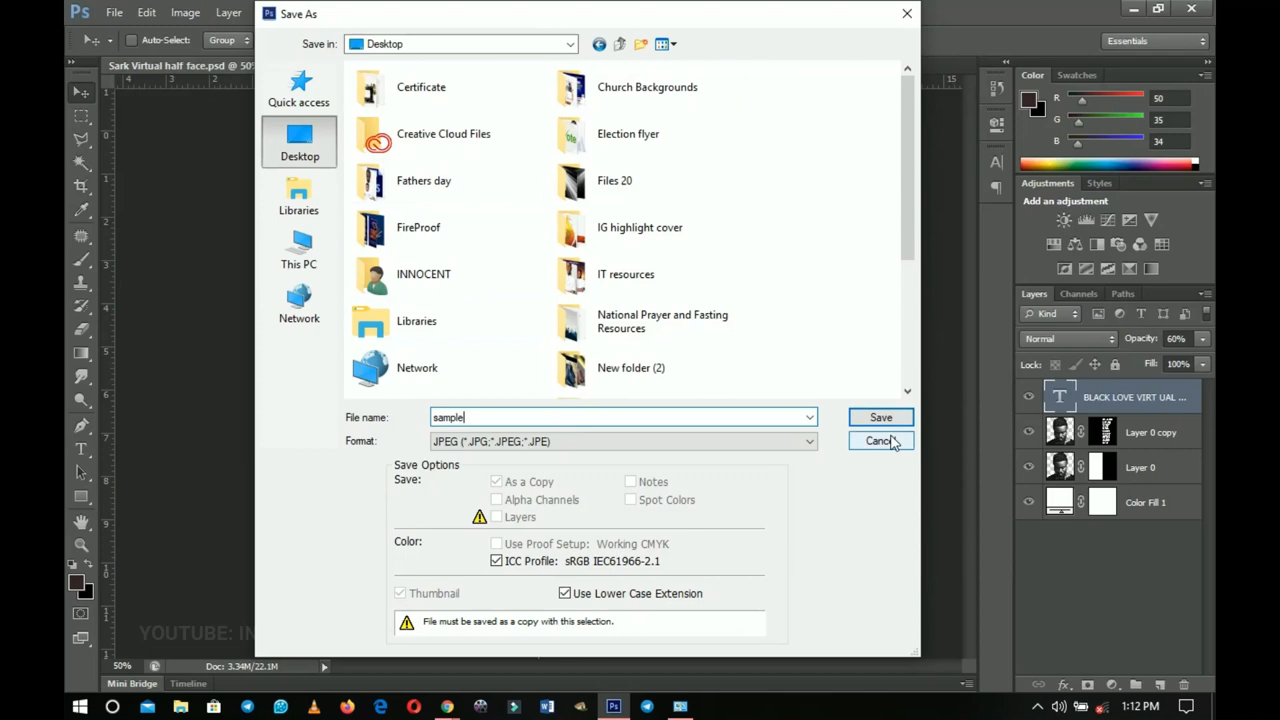 Ps File Edit Image Layer
Save As
Auto-Select: Group
Save in: Desktop
Essentials
Sark Virtual half face.psd @ 50%
4 3 2 15
Quick access
Desktop
Libraries
This PC
Network
Certificate
Church Backgrounds
Creative Cloud Files
Election flyer
Fathers day
Files 20
FireProof
IG highlight cover
INNOCENT
IT resources
Libraries
National Prayer and Fasting
Resources
Network
New folder (2)
File name: sample Save
Format: JPEG (*.JPG;*.JPEG;*.JPE) Cancel
Save Options
Save: As a Copy Notes
Alpha Channels Spot Colors
Layers
Color: Use Proof Setup: Working CMYK
ICC Profile: sRGB IEC61966-2.1
Thumbnail Use Lower Case Extension
File must be saved as a copy with this selection.
Color Swatches
R 50
G 35
B 34
Adjustments Styles
Add an adjustment
Layers Channels Paths
Kind
Normal Opacity: 60%
Lock: Fill: 100%
BLACK LOVE VIRT UAL ...
Layer 0 copy
Layer 0
Color Fill 1
YOUTUBE: IN
50% Doc: 3.34M/22.1M
Mini Bridge Timeline
1:12 PM